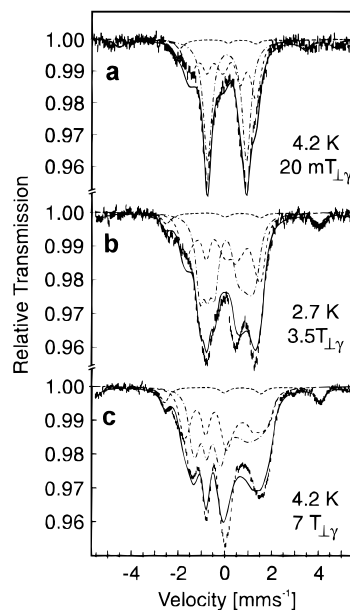 1.00
0.99
0.98
0.97
0.96
a
4.2 K
20 mT⊥γ
1.00
0.99
0.98
0.97
0.96
b
2.7 K
3.5T⊥γ
1.00
0.99
0.98
0.97
0.96
c
4.2 K
7 T⊥γ
Relative Transmission
-4 -2 0 2 4
Velocity [mms⁻¹]